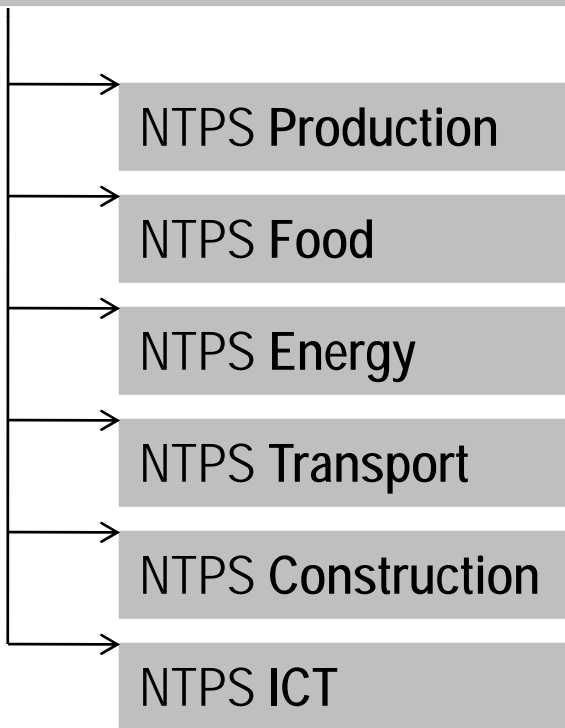 NTPS Production
NTPS Food
NTPS Energy
NTPS Transport
NTPS Construction
NTPS ICT